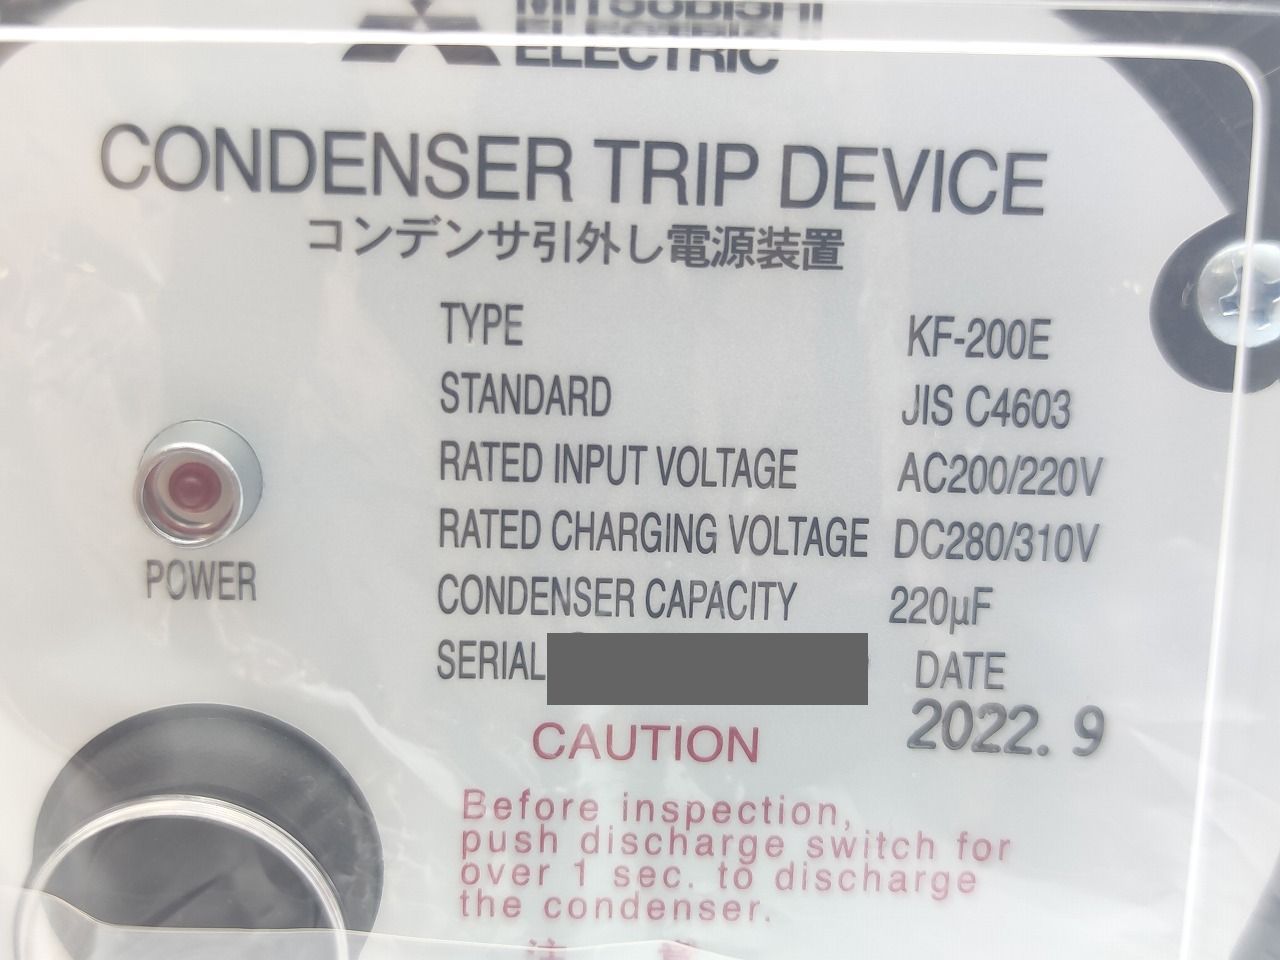 MITSUBISHI
ELECTRIC
CONDENSER TRIP DEVICE
コンデンサ引外し電源装置
TYPE KF-200E
STANDARD JIS C4603
RATED INPUT VOLTAGE AC200/220V
RATED CHARGING VOLTAGE DC280/310V
CONDENSER CAPACITY 220μF
SERIAL DATE
2022. 9
POWER
CAUTION
Before inspection,
push discharge switch for
over 1 sec. to discharge
the condenser.